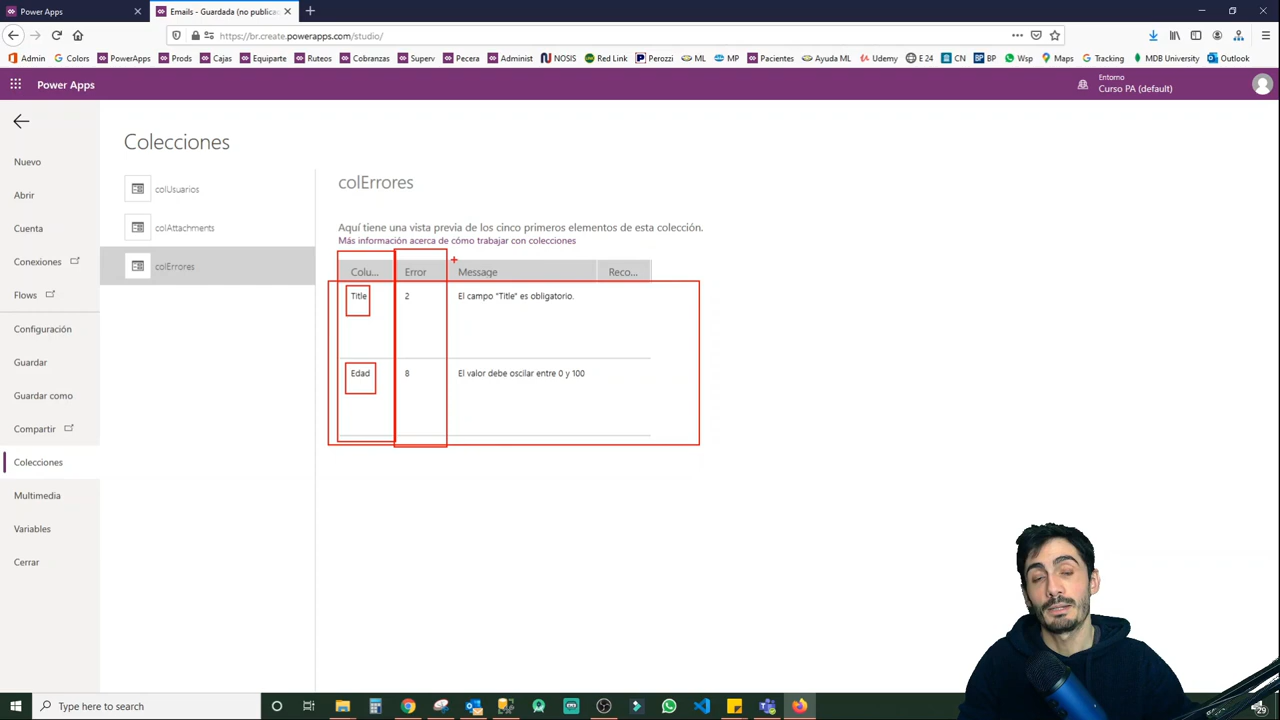 Power Apps
Emails - Guardada (no publicac
https://br.create.powerapps.com/studio/
Admin Colors PowerApps Prods Cajas Equiparte Ruteos Cobranzas Superv Pecera Administ NOSIS Red Link Perozzi ML MP Pacientes Ayuda ML Udemy E 24 CN BP Wsp Maps Tracking MDB University Outlook
Power Apps
Entorno
Curso PA (default)
Colecciones
Nuevo
Abrir
Cuenta
Conexiones
Flows
Configuración
Guardar
Guardar como
Compartir
Colecciones
Multimedia
Variables
Cerrar
colUsuarios
colAttachments
colErrores
colErrores
Aquí tiene una vista previa de los cinco primeros elementos de esta colección.
Más información acerca de cómo trabajar con colecciones
Colu... Error Message Reco...
Title 2 El campo "Title" es obligatorio.
Edad 8 El valor debe oscilar entre 0 y 100
Type here to search
29